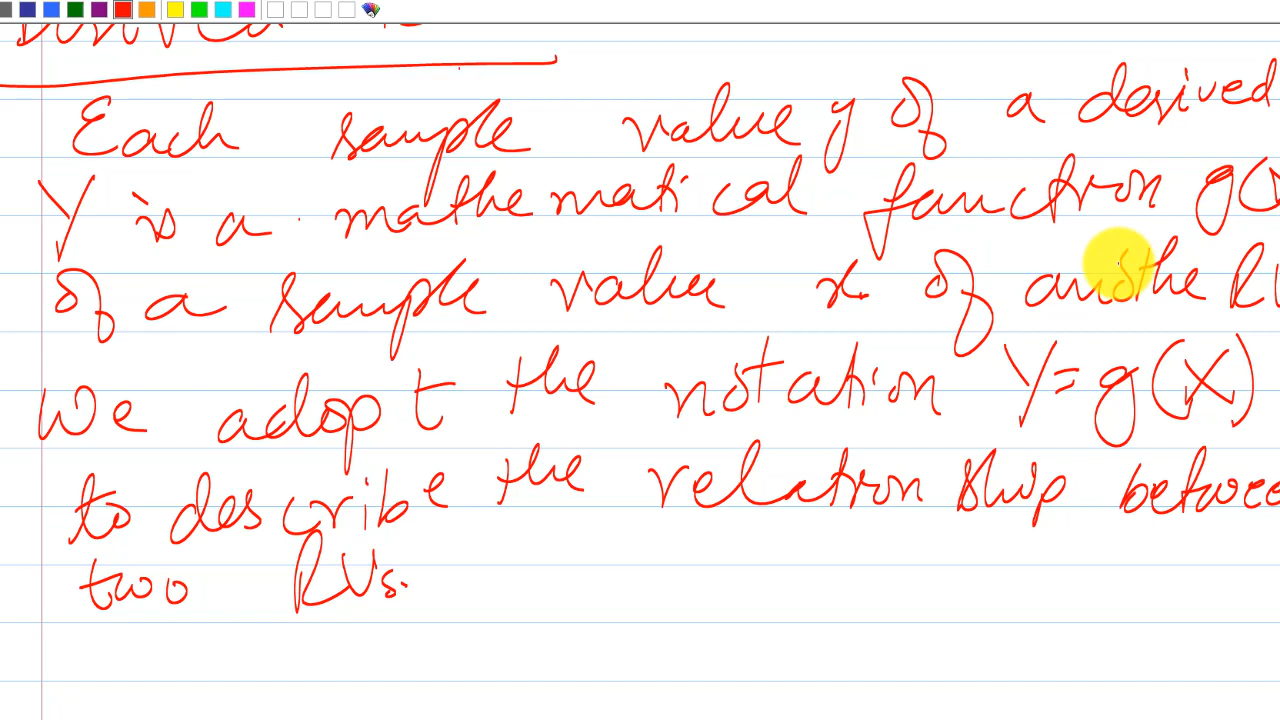 Each sample value y of a derived
Y is a mathematical function g(
of a sample value x of anothe
We adopt the notation Y = g(X)
to describe the relationship betwee
two RVs.